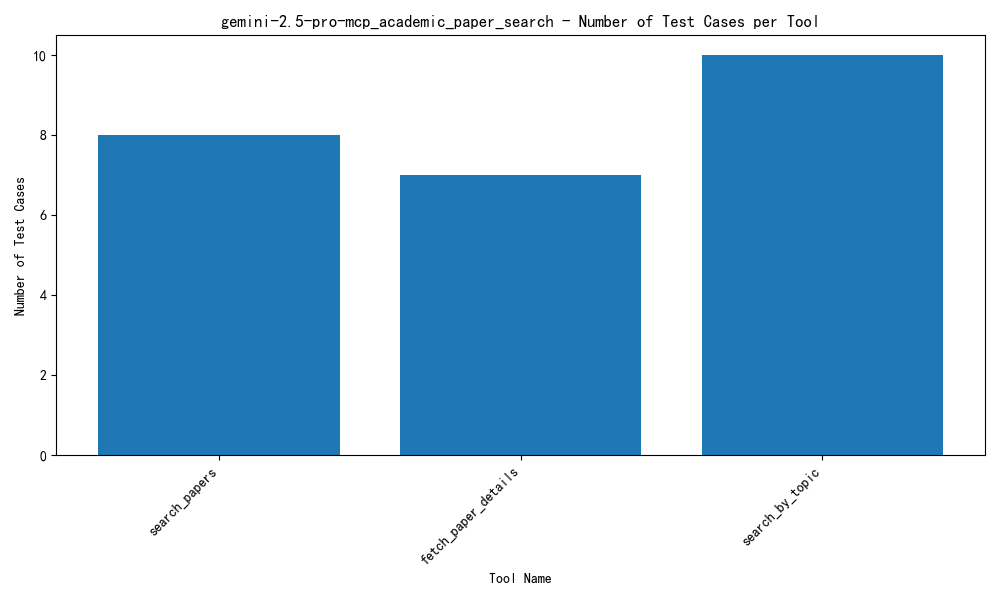 gemini-2.5-pro-mcp_academic_paper_search - Number of Test Cases per Tool
Number of Test Cases
10
8
6
4
2
0
search_papers
fetch_paper_details
search_by_topic
Tool Name